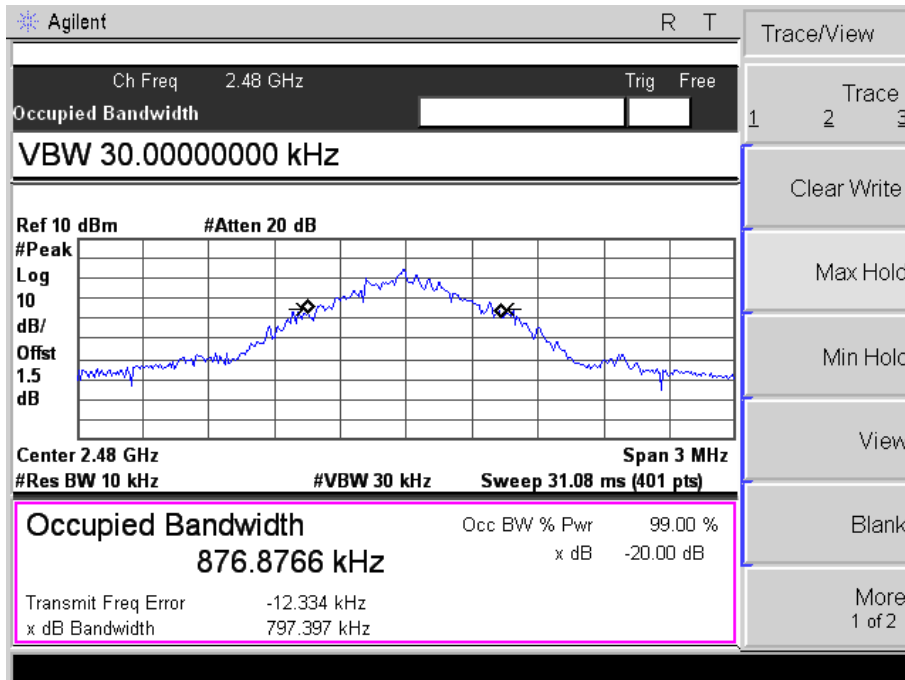 Agilent R T
Ch Freq 2.48 GHz Trig Free
Occupied Bandwidth
VBW 30.00000000 kHz
Ref 10 dBm #Atten 20 dB
#Peak
Log
10
dB/
Offst
1.5
dB
Center 2.48 GHz Span 3 MHz
#Res BW 10 kHz #VBW 30 kHz Sweep 31.08 ms (401 pts)
Occupied Bandwidth
876.8766 kHz
Occ BW % Pwr 99.00 %
x dB -20.00 dB
Transmit Freq Error -12.334 kHz
x dB Bandwidth 797.397 kHz
Trace/View
Trace
1 2 3
Clear Write
Max Hold
Min Hold
View
Blank
More
1 of 2